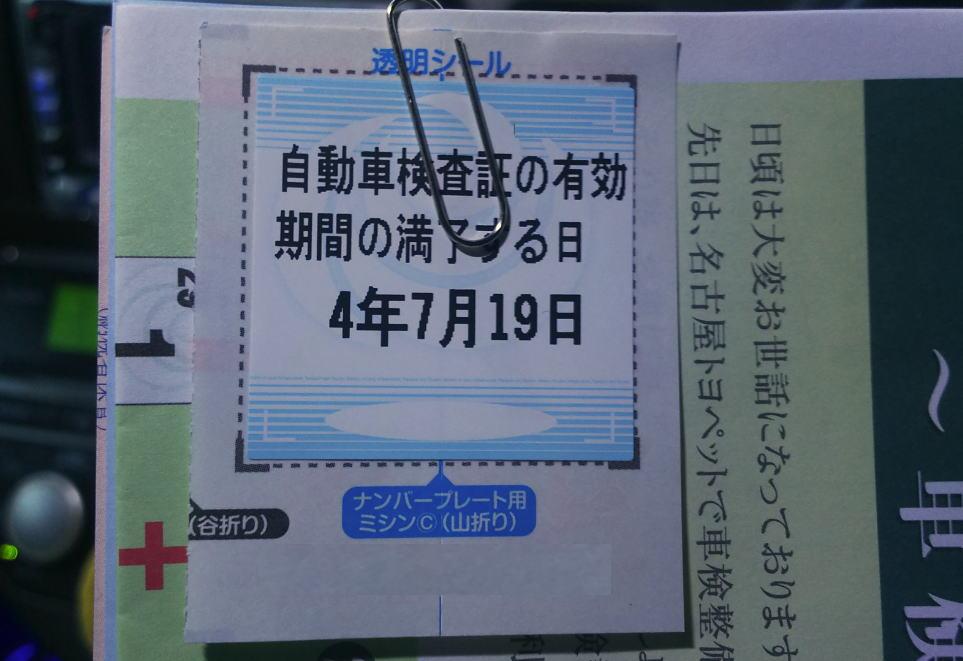 透明シール
自動車検査証の有効
期間の満了する日
4年7月19日
ナンバープレート用
ミシン©(山折り)
(谷折り)
1
日頃は大変お世話になっております
先日は、名古屋トヨペットで車検整備
～車検